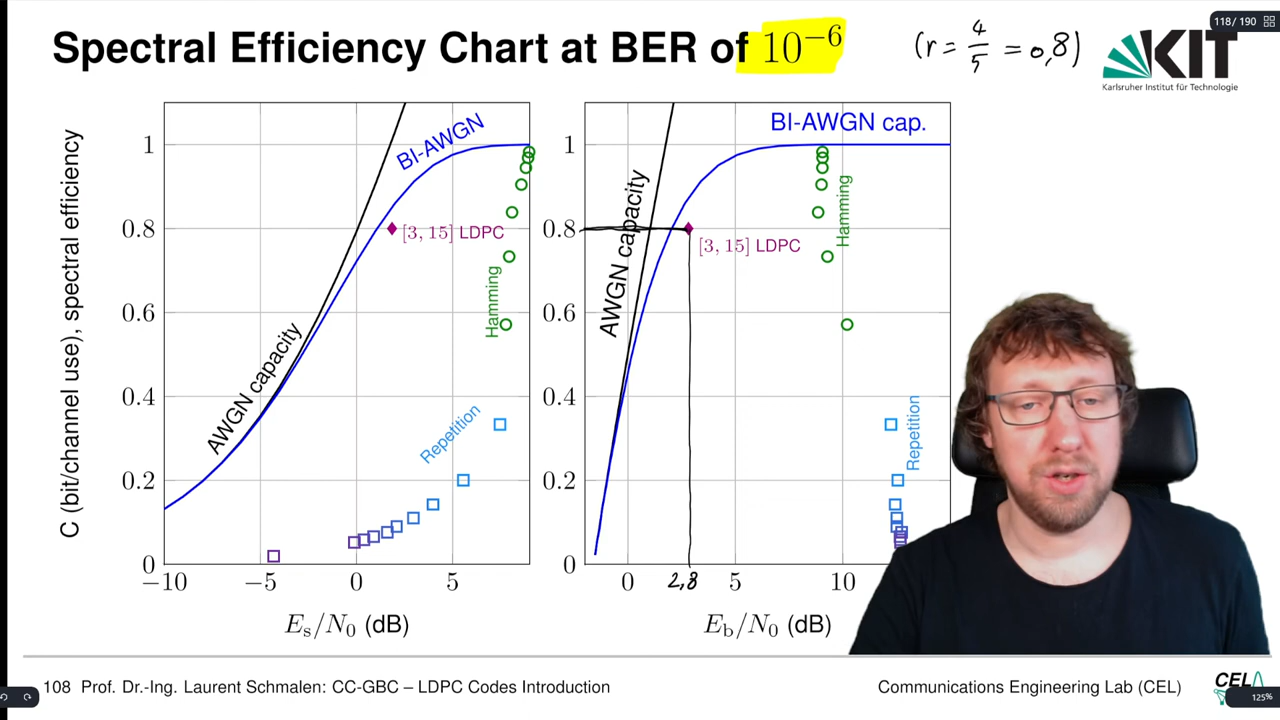 118 / 190
Spectral Efficiency Chart at BER of 10⁻⁶
(r = 4/5 = 0,8)
KIT
Karlsruher Institut für Technologie
C (bit/channel use), spectral efficiency
1
0.8
0.6
0.4
0.2
0
−10
−5
0
5
E_s/N_0 (dB)
AWGN capacity
BI-AWGN
[3, 15] LDPC
Hamming
Repetition
1
0.8
0.6
0.4
0.2
0
0
2,8
5
10
E_b/N_0 (dB)
AWGN capacity
BI-AWGN cap.
[3, 15] LDPC
Hamming
Repetition
108 Prof. Dr.-Ing. Laurent Schmalen: CC-GBC – LDPC Codes Introduction
Communications Engineering Lab (CEL)
CEL
125%